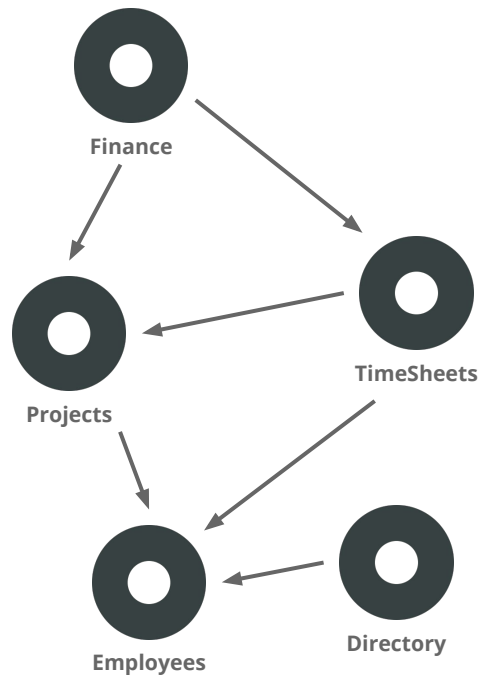 Finance
TimeSheets
Projects
Directory
Employees